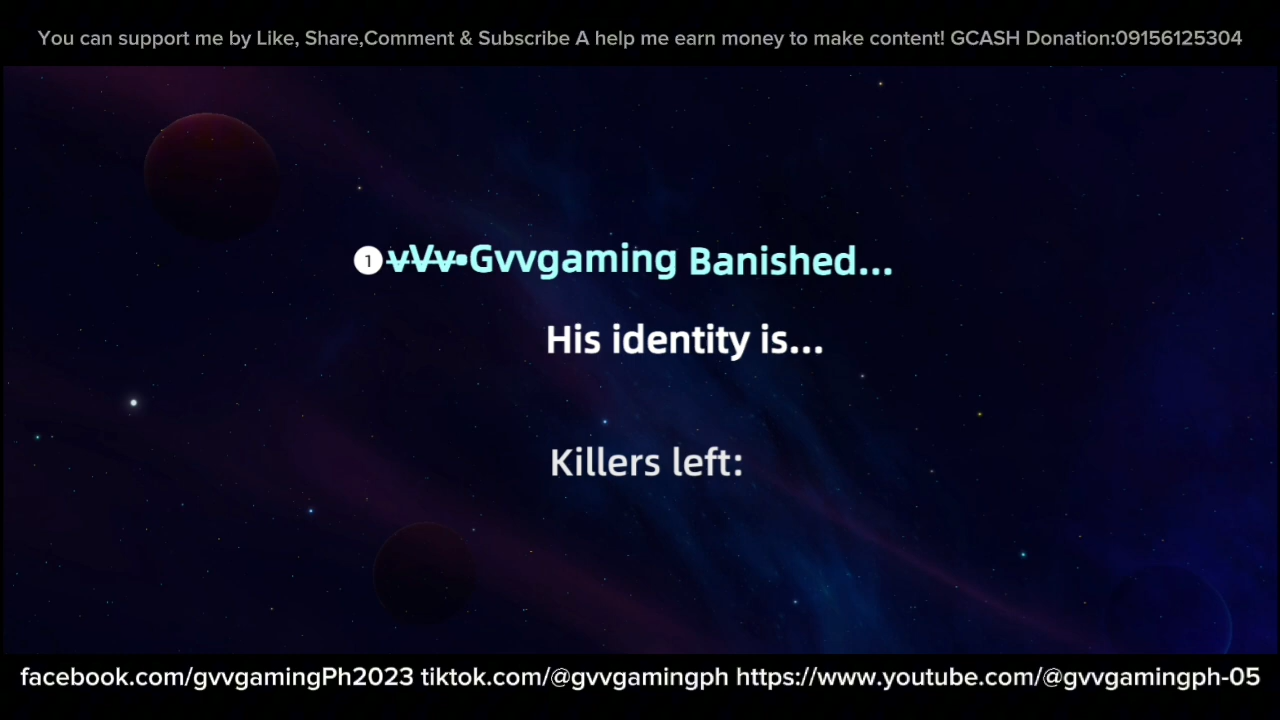 You can support me by Like, Share,Comment & Subscribe A help me earn money to make content! GCASH Donation:09156125304
1 vVv•Gvvgaming Banished...
His identity is...
Killers left:
facebook.com/gvvgamingPh2023 tiktok.com/@gvvgamingph https://www.youtube.com/@gvvgamingph-05